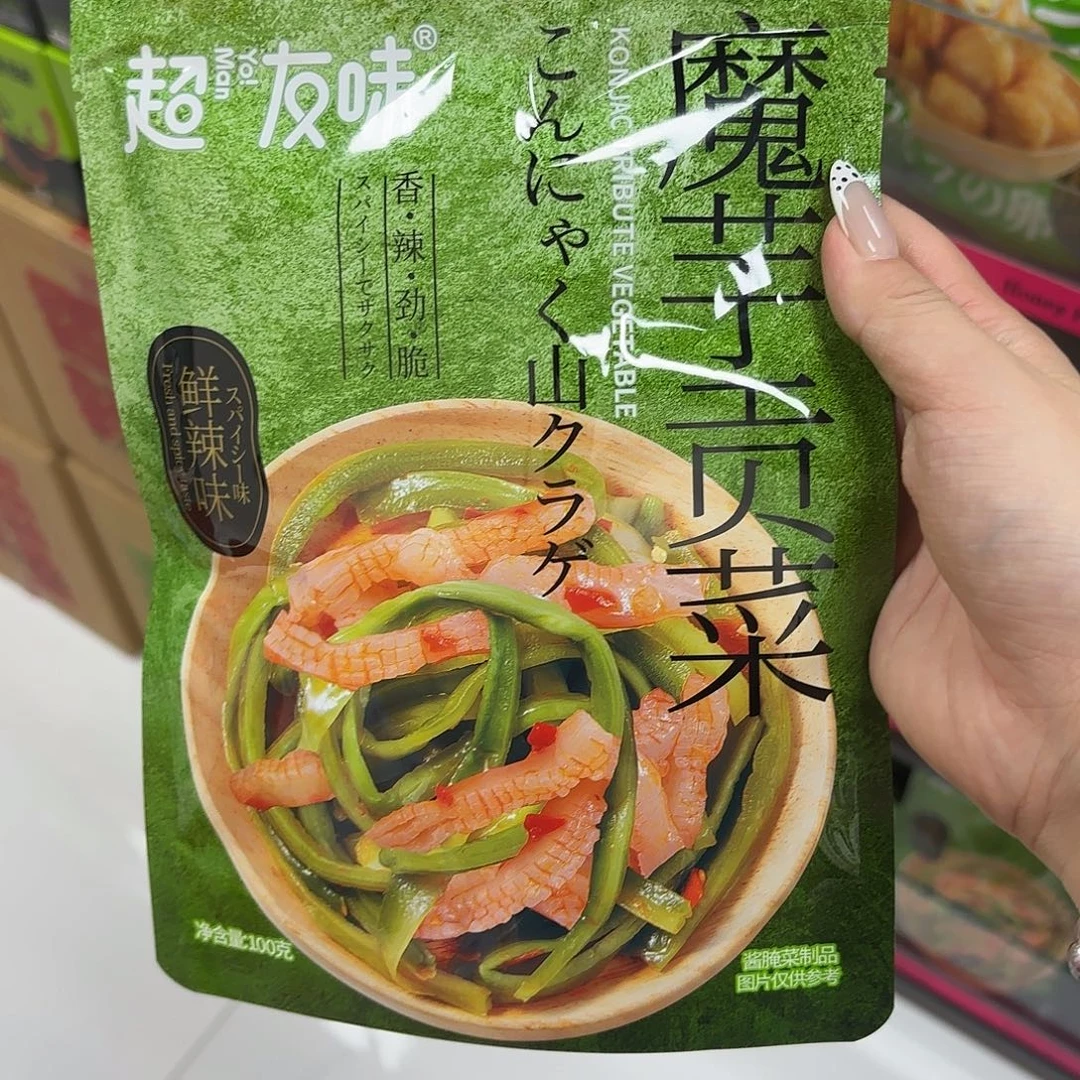 超友味®
Yoi
Man
魔芋贡菜
KONJAC TRIBUTE VEGETABLE
こんにゃく山クラゲ
香·辣·劲·脆
スパイシーでサクサク
スパイシー味
鲜辣味
Fresh and spicy taste
净含量:100克
酱腌菜制品
图片仅供参考